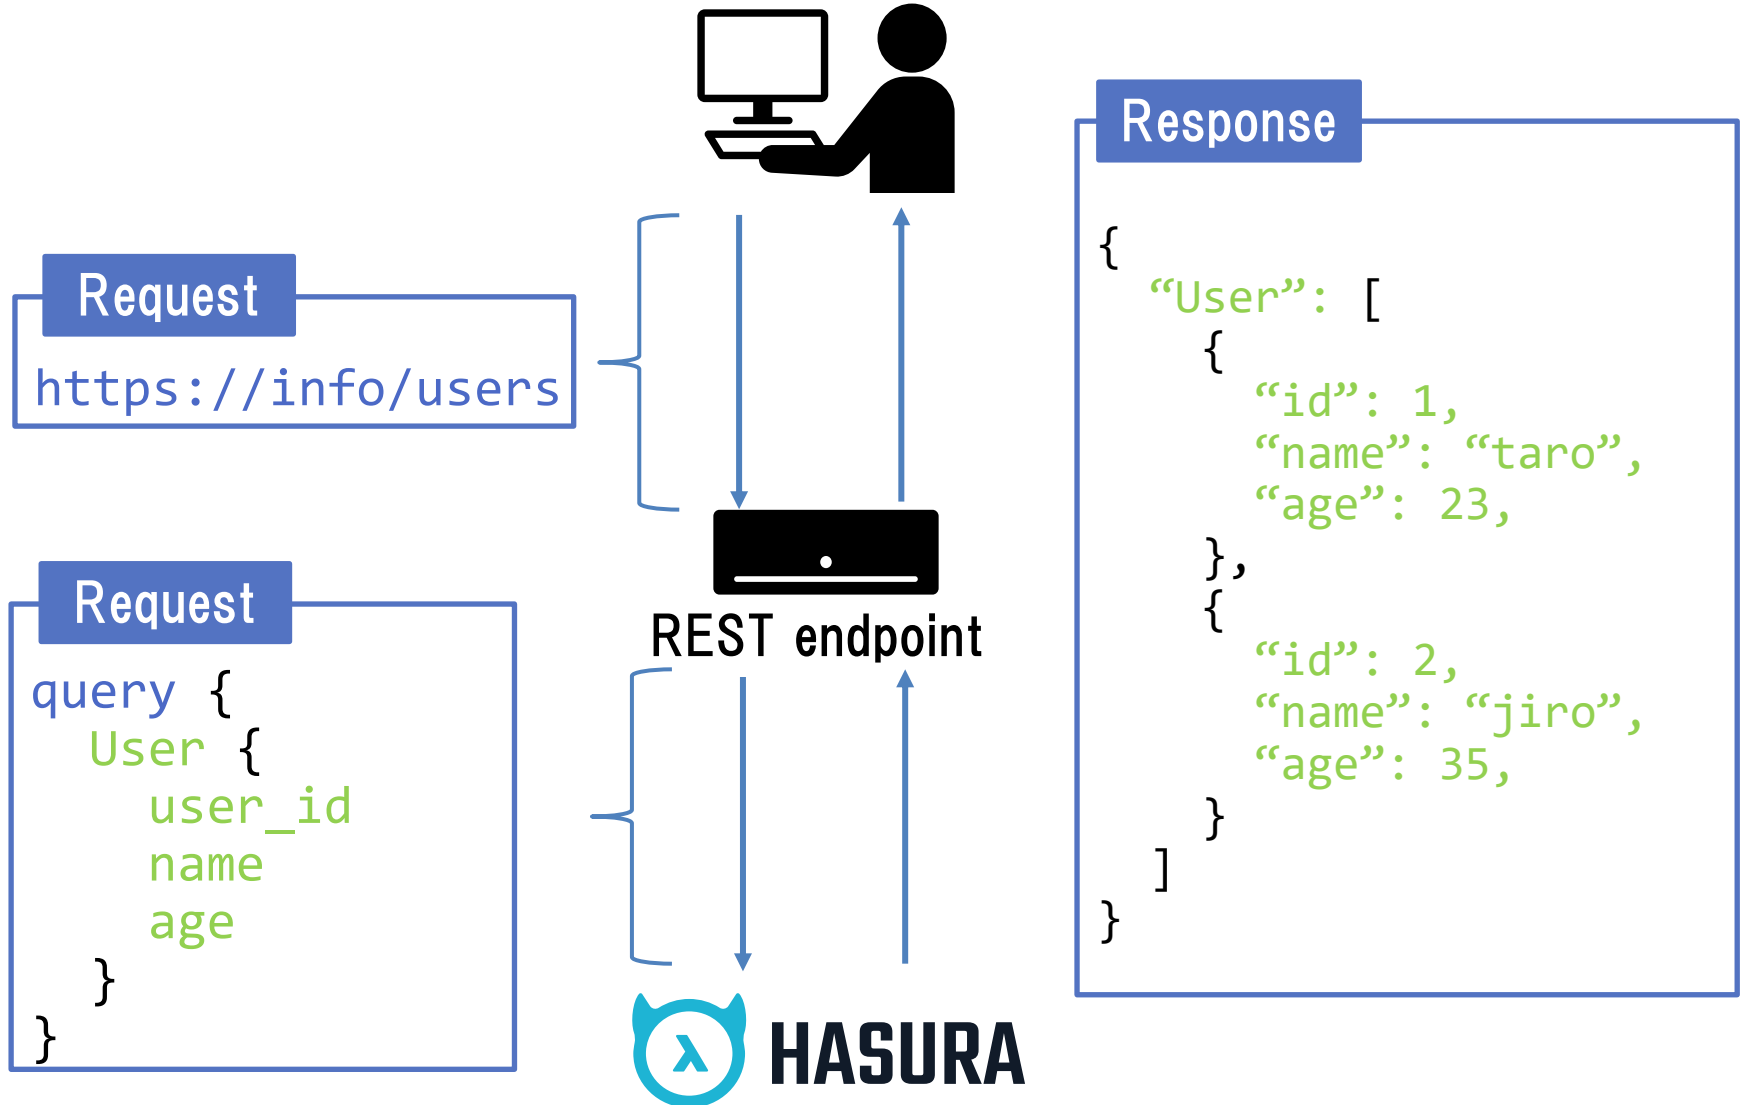 Request
https://info/users
Request
query {
User {
user_id
name
age
}
}
REST endpoint
HASURA
Response
{
“User”: [
{
“id”: 1,
“name”: “taro”,
“age”: 23,
},
{
“id”: 2,
“name”: “jiro”,
“age”: 35,
}
]
}